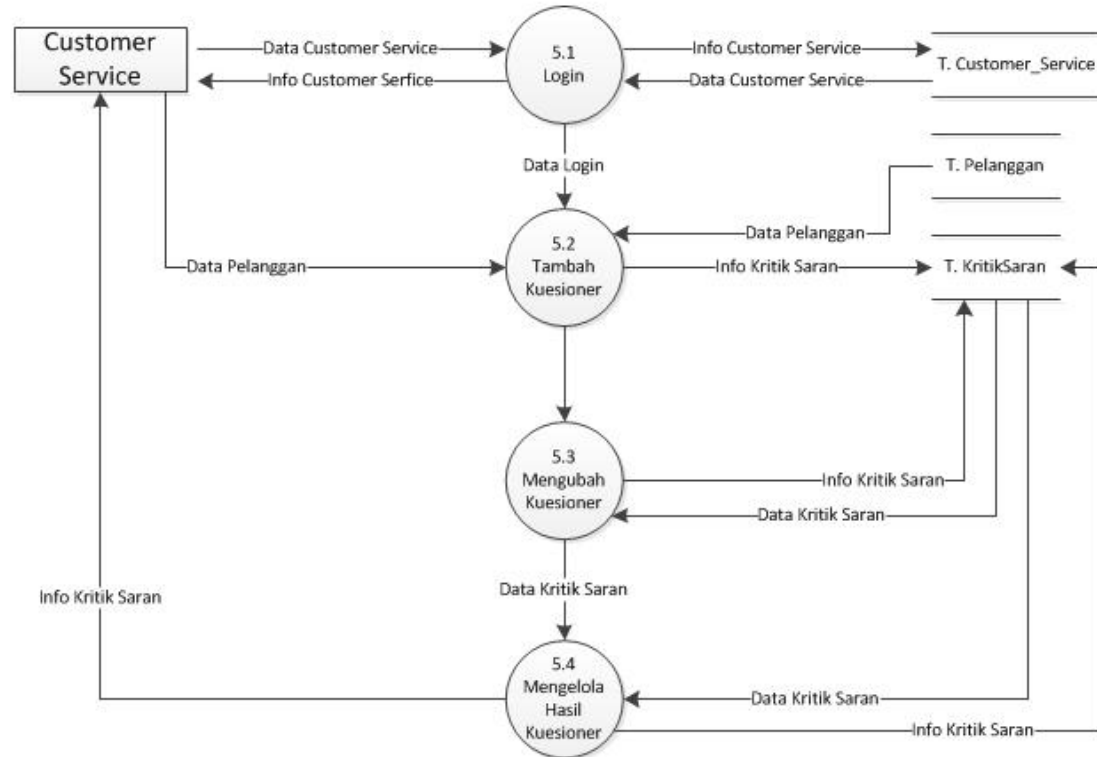 Customer
Service
Data Customer Service
Info Customer Serfice
5.1
Login
Info Customer Service
Data Customer Service
T. Customer_Service
Data Login
T. Pelanggan
Data Pelanggan
Data Pelanggan
5.2
Tambah
Kuesioner
Info Kritik Saran
T. KritikSaran
5.3
Mengubah
Kuesioner
Info Kritik Saran
Data Kritik Saran
Data Kritik Saran
Info Kritik Saran
5.4
Mengelola
Hasil
Kuesioner
Data Kritik Saran
Info Kritik Saran